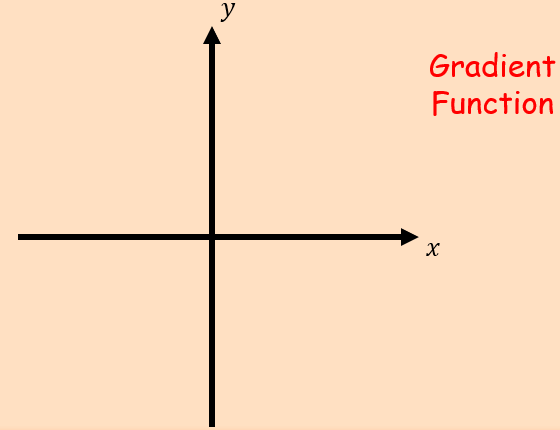 y
Gradient
Function
x